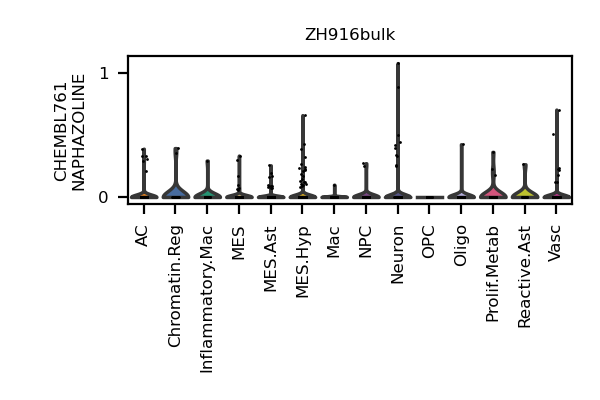 ZH916bulk
CHEMBL761
NAPHAZOLINE
1
0
AC
Chromatin.Reg
Inflammatory.Mac
MES
MES.Ast
MES.Hyp
Mac
NPC
Neuron
OPC
Oligo
Prolif.Metab
Reactive.Ast
Vasc